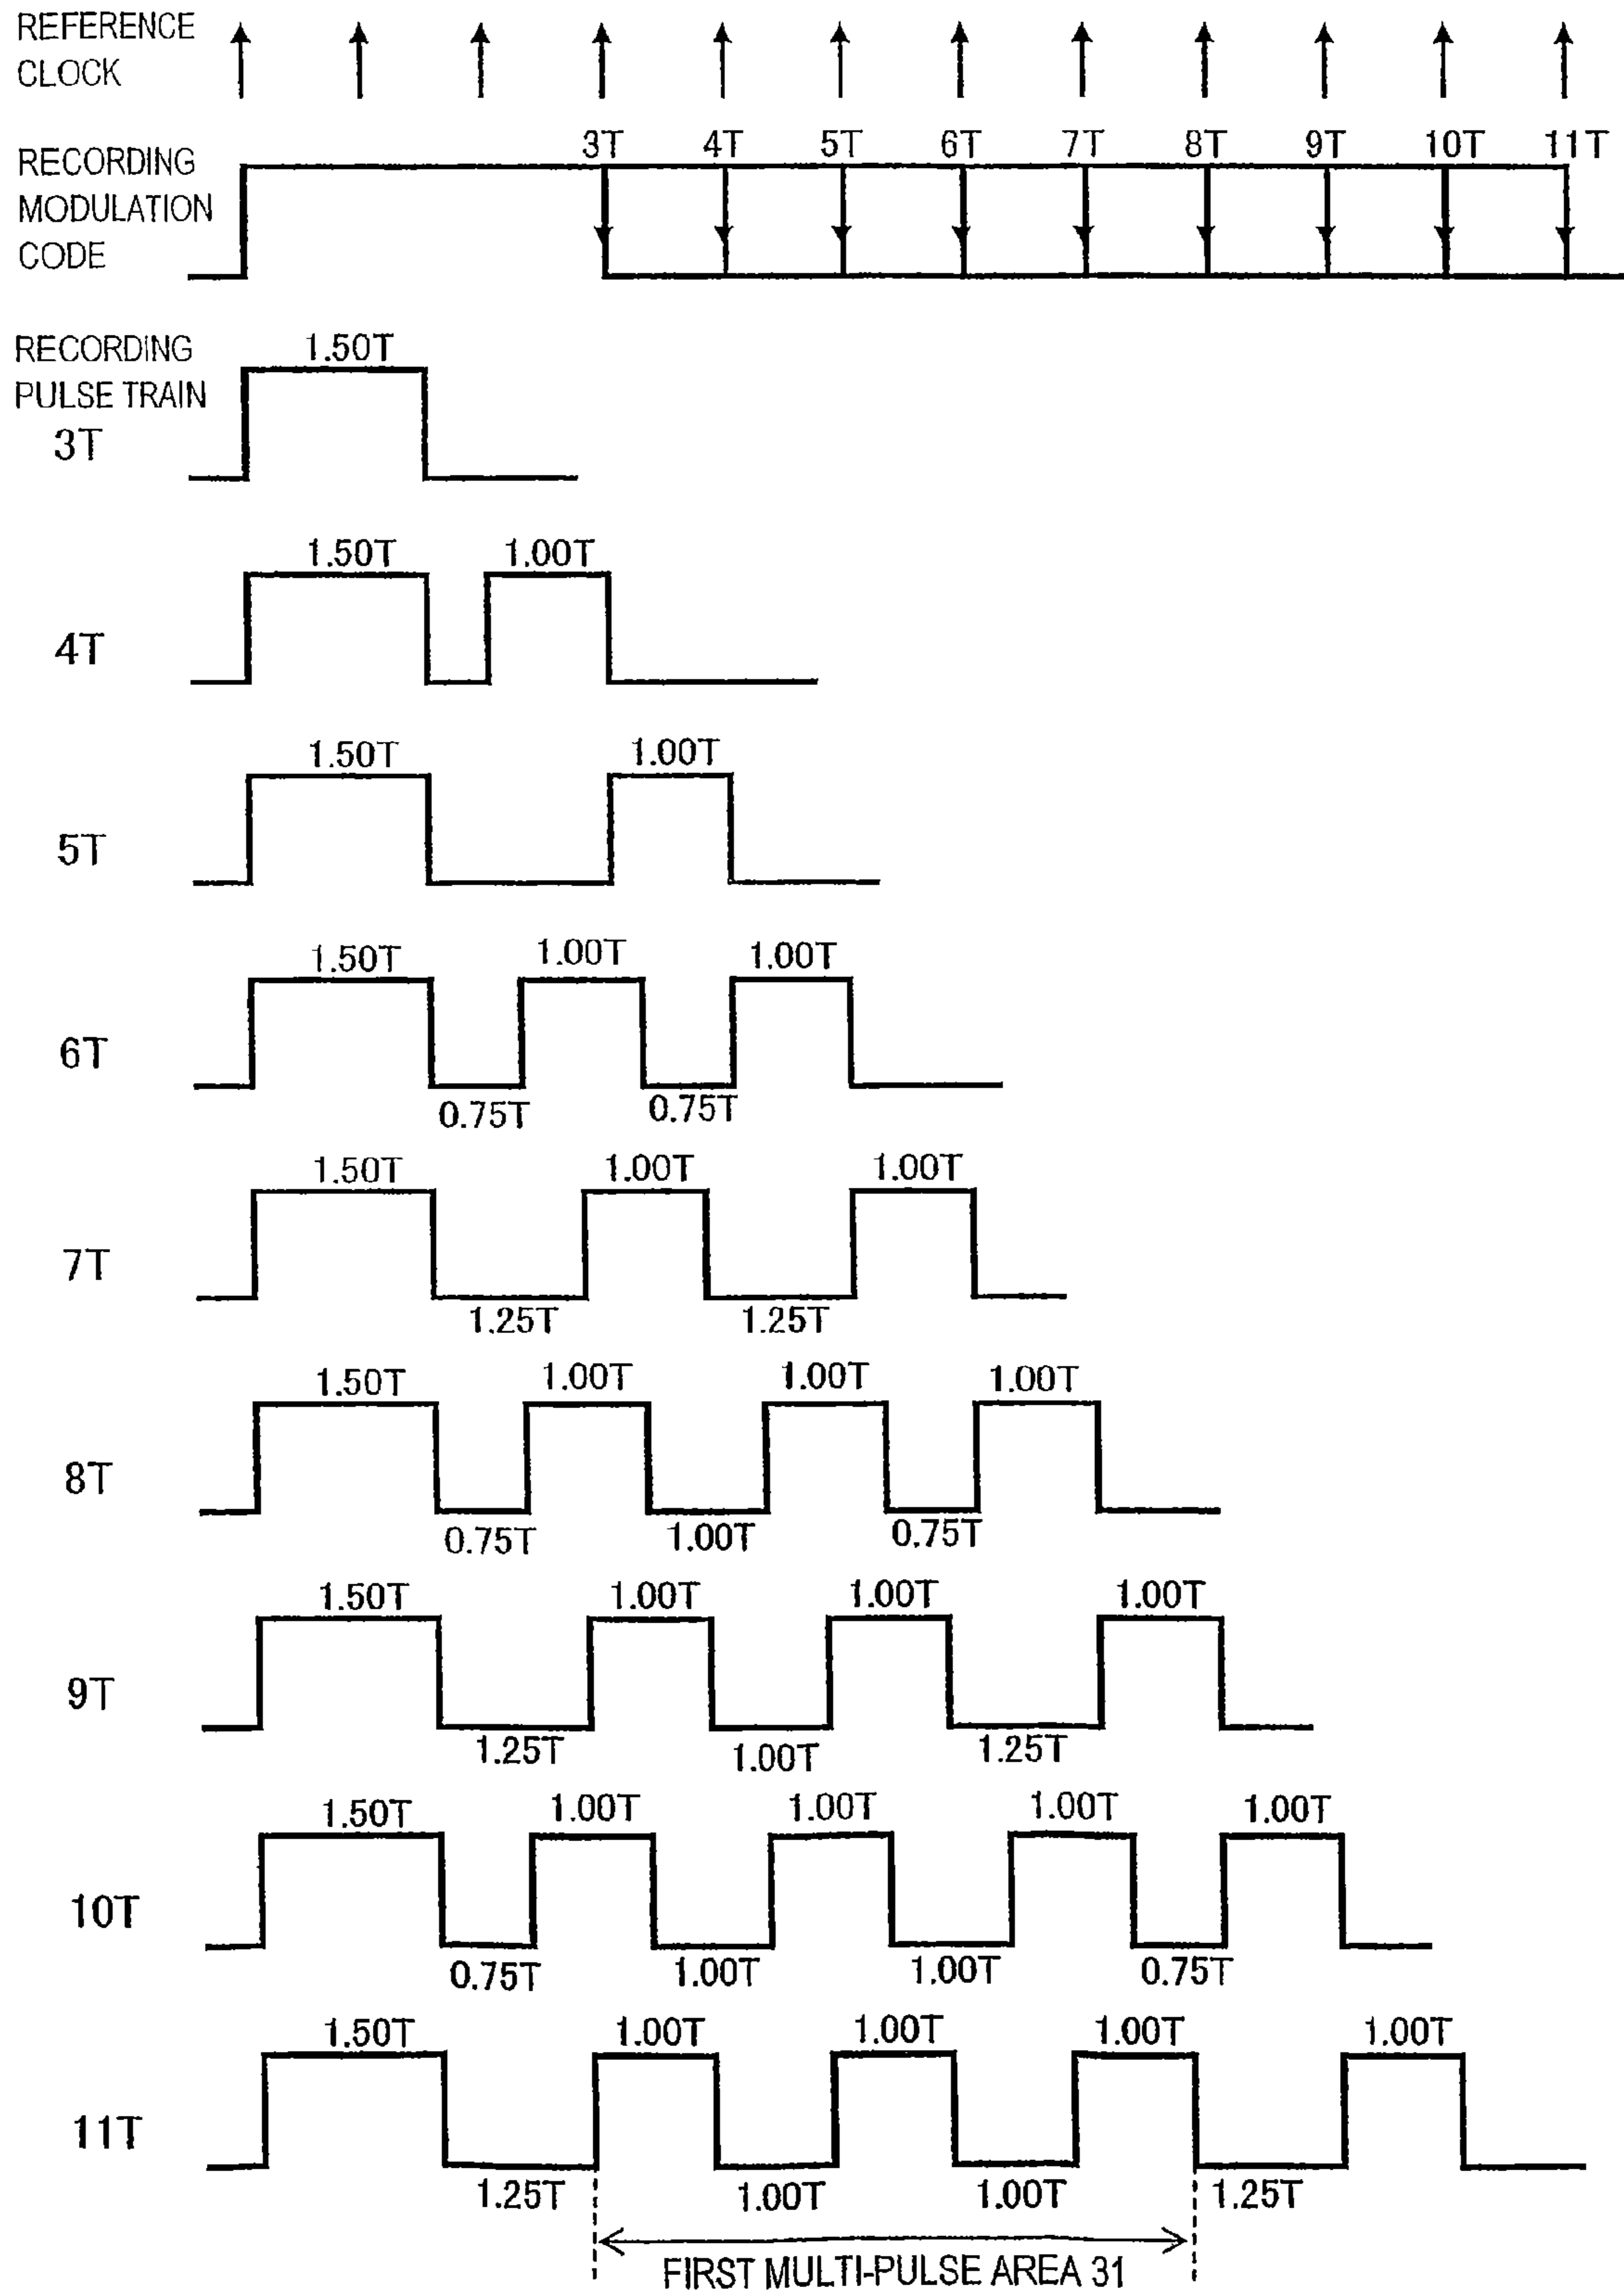 REFERENCE
CLOCK
3T 4T 5T 6T 7T 8T 9T 10T 11T
RECORDING
MODULATION
CODE
RECORDING
PULSE TRAIN
3T
1.50T
1.50T 1.00T
4T
1.50T 1.00T
5T
1.50T 1.00T 1.00T
6T
0.75T 0.75T
1.50T 1.00T 1.00T
7T
1.25T 1.25T
1.50T 1.00T 1.00T 1.00T
8T
0.75T 1.00T 0.75T
1.50T 1.00T 1.00T 1.00T
9T
1.25T 1.00T 1.25T
1.50T 1.00T 1.00T 1.00T 1.00T
10T
0.75T 1.00T 1.00T 0.75T
1.50T 1.00T 1.00T 1.00T 1.00T
11T
1.25T 1.00T 1.00T 1.25T
FIRST MULTI-PULSE AREA 31